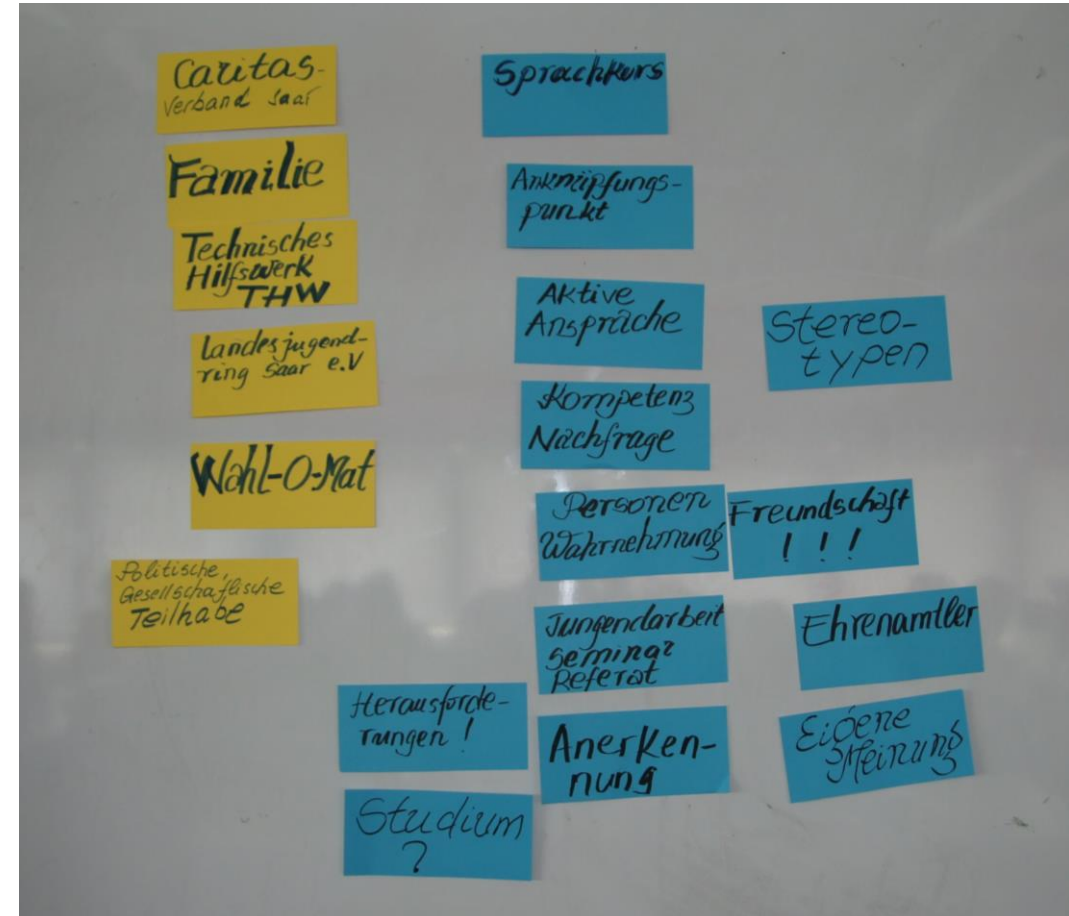 Caritas-
verband Saar
Familie
Technisches
Hilfswerk
THW
Landesjugend-
ring Saar e.V
Wahl-O-Mat
Politische,
Gesellschaflische
Teilhabe
Sprachkurs
Anknüpfungs-
punkt
Aktive
Ansprache
Kompetenz
Nachfrage
Personen
Wahrnehmung
Jungendarbeit
Seminar
Referat
Anerken-
nung
Herausforde-
rungen !
Studium
?
Stereo-
typen
Freundschaft
! ! !
Ehrenamtler
Eigene
Meinung